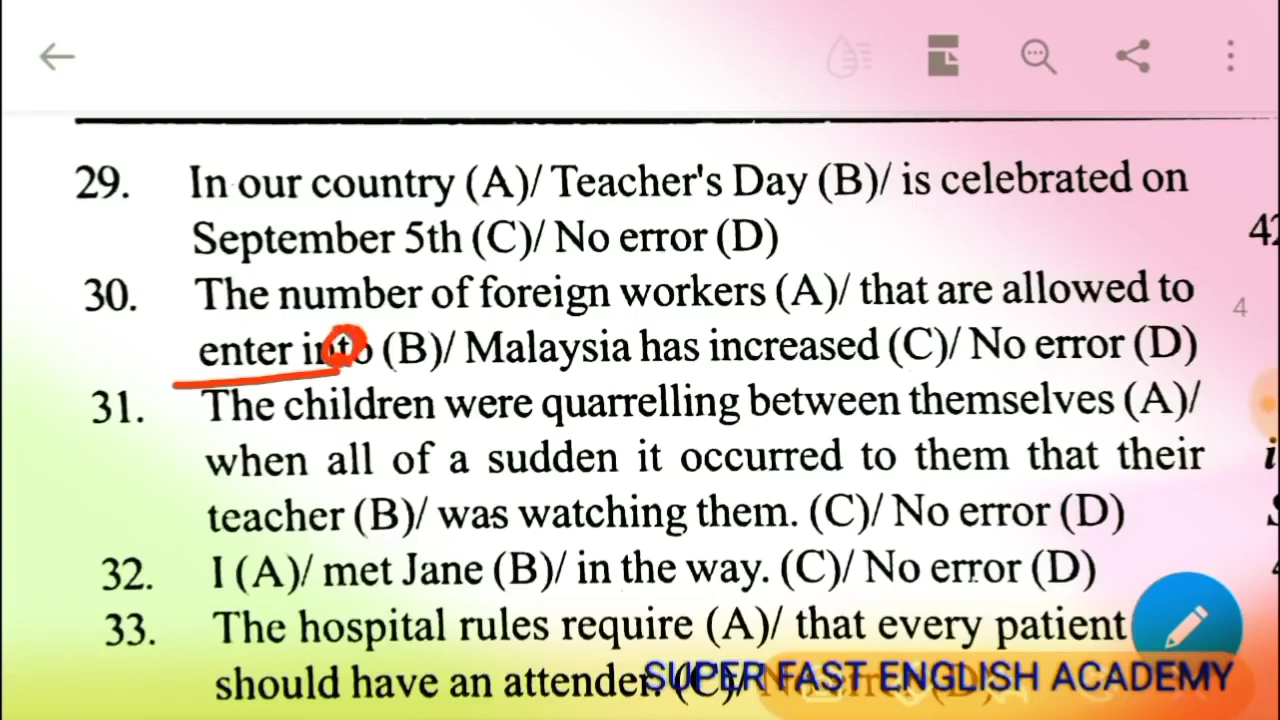 29. In our country (A)/ Teacher's Day (B)/ is celebrated on
September 5th (C)/ No error (D)
30. The number of foreign workers (A)/ that are allowed to
enter into (B)/ Malaysia has increased (C)/ No error (D)
4
31. The children were quarrelling between themselves (A)/
when all of a sudden it occurred to them that their
teacher (B)/ was watching them. (C)/ No error (D)
32. I (A)/ met Jane (B)/ in the way. (C)/ No error (D)
33. The hospital rules require (A)/ that every patient
should have an attender. (C)/
SUPER FAST ENGLISH ACADEMY